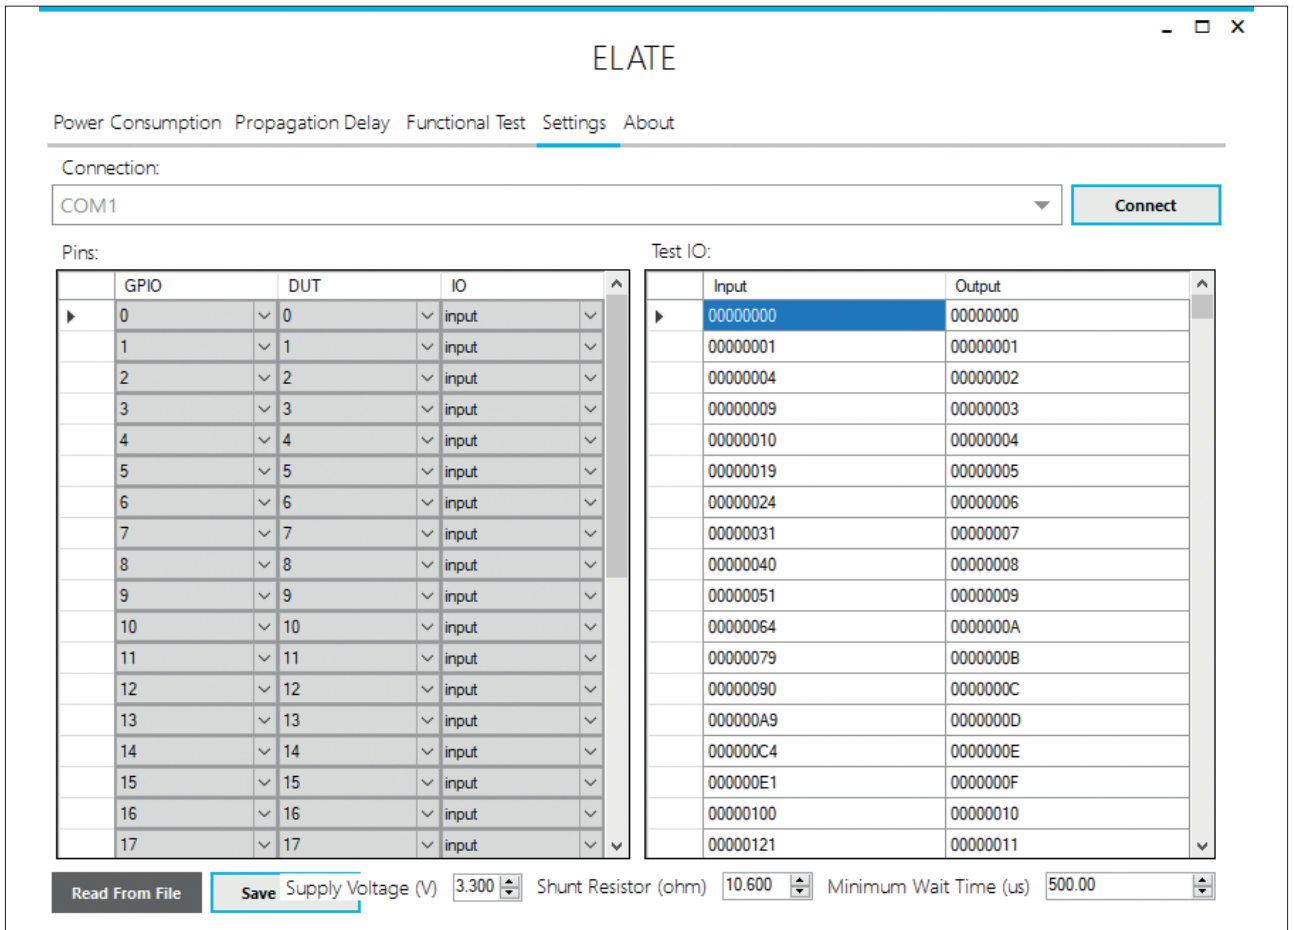 ELATE
Power Consumption Propagation Delay Functional Test Settings About
Connection:
COM1 Connect
Pins: Test IO:
GPIO DUT IO Input Output
0 0 input 00000000 00000000
1 1 input 00000001 00000001
2 2 input 00000004 00000002
3 3 input 00000009 00000003
4 4 input 00000010 00000004
5 5 input 00000019 00000005
6 6 input 00000024 00000006
7 7 input 00000031 00000007
8 8 input 00000040 00000008
9 9 input 00000051 00000009
10 10 input 00000064 0000000A
11 11 input 00000079 0000000B
12 12 input 00000090 0000000C
13 13 input 000000A9 0000000D
14 14 input 000000C4 0000000E
15 15 input 000000E1 0000000F
16 16 input 00000100 00000010
17 17 input 00000121 00000011
Read From File Save Supply Voltage (V) 3.300 Shunt Resistor (ohm) 10.600 Minimum Wait Time (us) 500.00